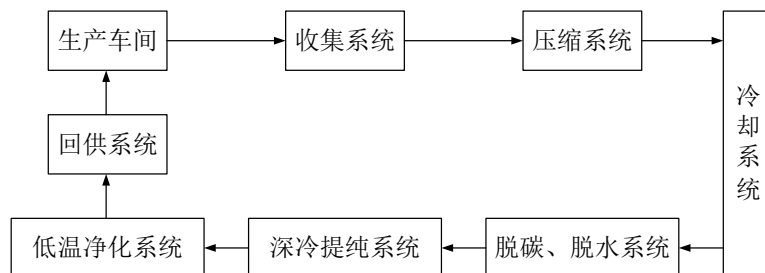 生产车间
收集系统
压缩系统
冷却系统
回供系统
低温净化系统
深冷提纯系统
脱碳、脱水系统